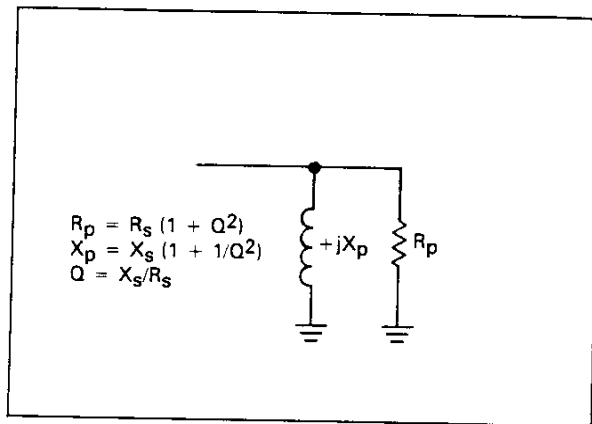 Rp = Rs (1 + Q²)
Xp = Xs (1 + 1/Q²)
Q = Xs/Rs
+jXp
Rp